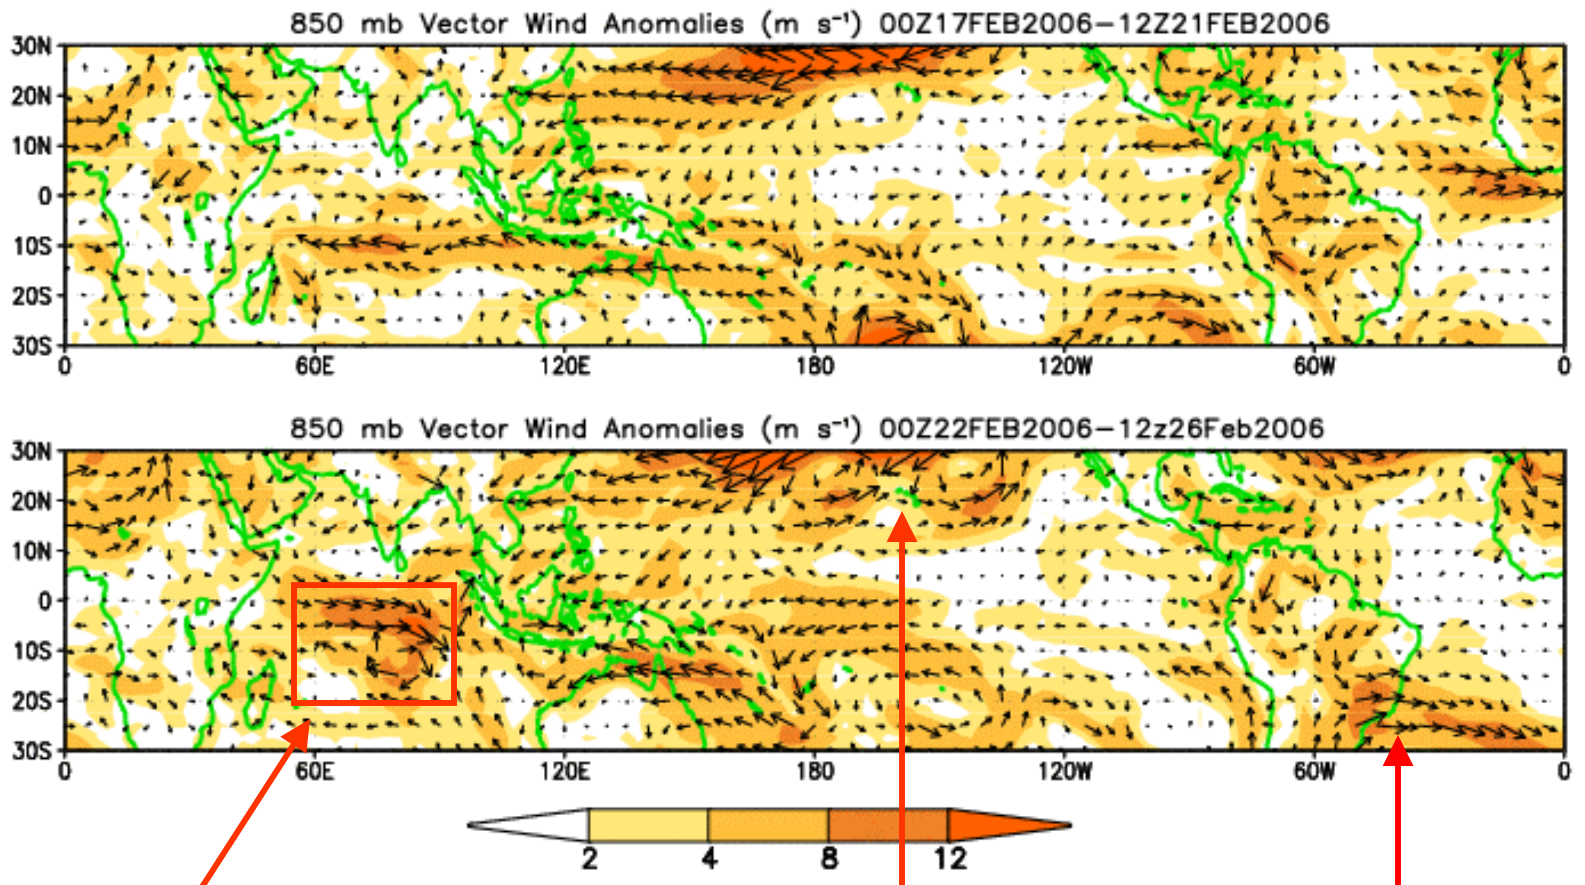 850 mb Vector Wind Anomalies (m s⁻¹) 00Z17FEB2006–12Z21FEB2006
30N
20N
10N
0
10S
20S
30S
0 60E 120E 180 120W 60W 0
850 mb Vector Wind Anomalies (m s⁻¹) 00Z22FEB2006–12z26Feb2006
30N
20N
10N
0
10S
20S
30S
0 60E 120E 180 120W 60W 0
2 4 8 12